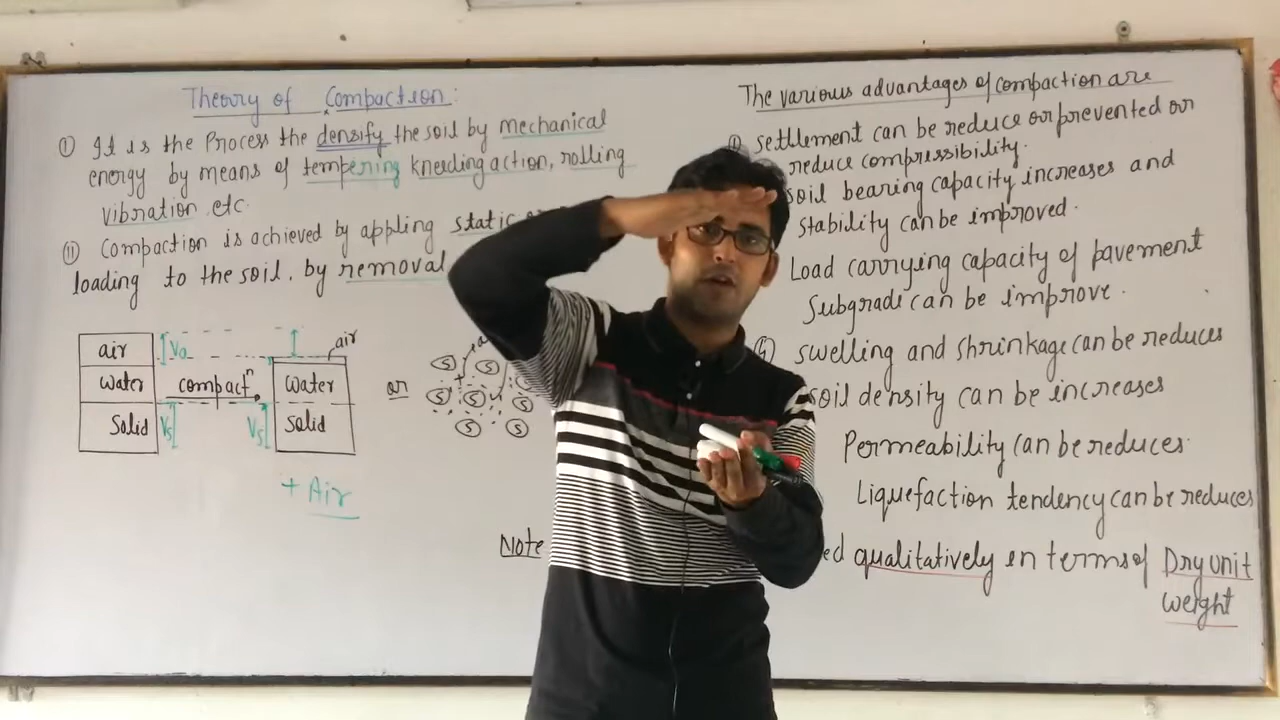 Theory of Compaction:
(I) It is the Process the densify the soil by mechanical
energy by means of tempering kneeding action, rolling
vibration etc.
(II) Compaction is achieved by appling static
loading to the soil. by removal
air
Water
Solid
Va
Vs
compactⁿ
Vs
air
Water
Solid
+ Air
or
S
S
S
S
S
S
S
S
Note
The various advantages of compaction are
settlement can be reduce or prevented or
reduce compressibility.
soil bearing capacity increases and
stability can be improved.
Load carrying capacity of pavement
Subgrade can be improve.
swelling and shrinkage can be reduces
soil density can be increases
Permeability can be reduces.
Liquefaction tendency can be reduces
ed qualitatively in terms of Dry unit
weight